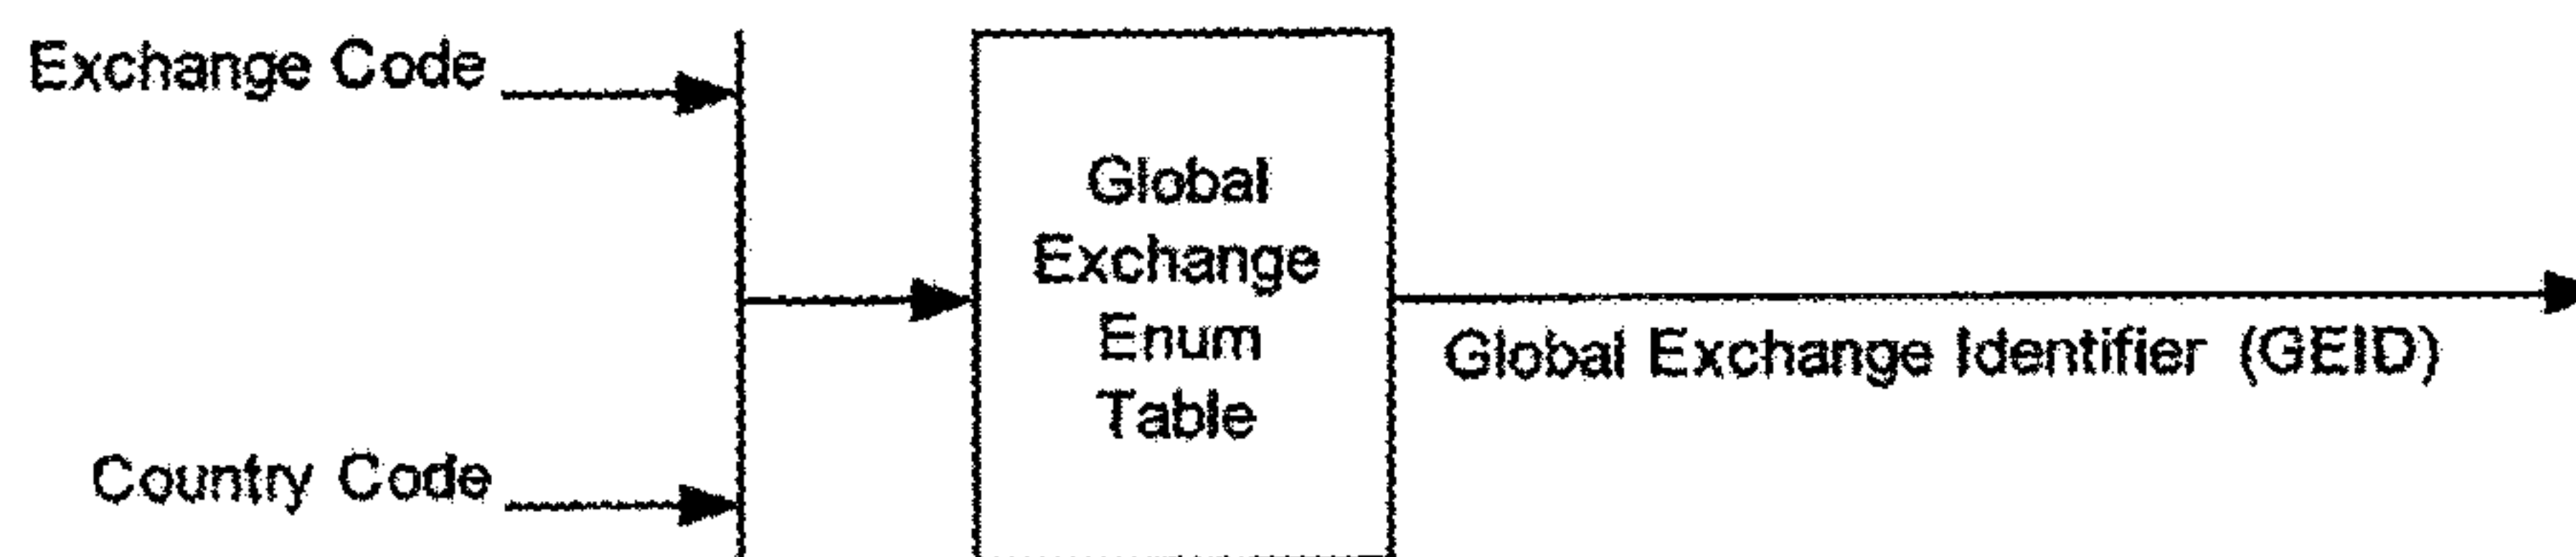 Exchange Code
Global
Exchange
Enum
Table
Global Exchange Identifier (GEID)
Country Code